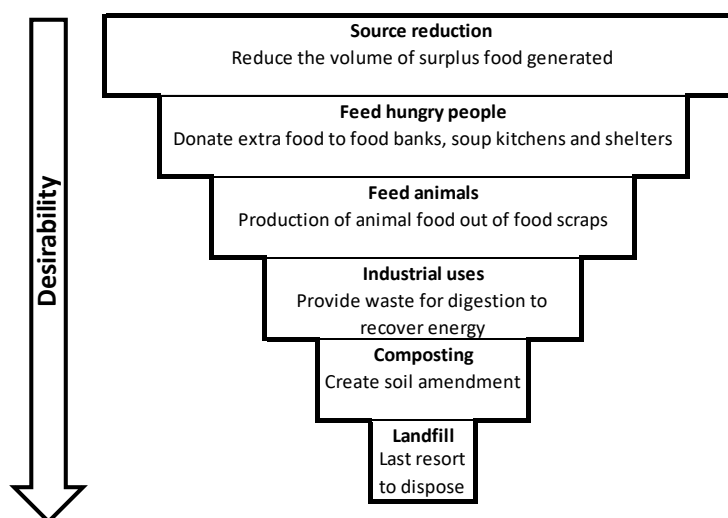 Source reduction
Reduce the volume of surplus food generated
Feed hungry people
Donate extra food to food banks, soup kitchens and shelters
Feed animals
Production of animal food out of food scraps
Industrial uses
Provide waste for digestion to
recover energy
Composting
Create soil amendment
Landfill
Last resort
to dispose
Desirability